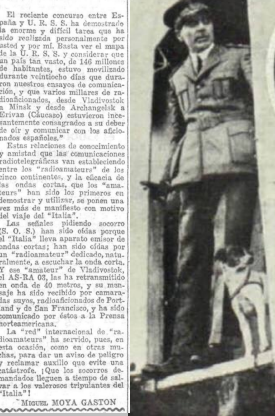 El reciente concurso entre Es-
paña y U. R. S. S. ha demostrado
la enorme y difícil tarea que ha
sido realizada personalmente por
usted y por mí. Basta ver el mapa
de la U. R. S. S. y considerar que
un país tan vasto, de 146 millones
de habitantes, estuvo movilizado
durante veintiocho días que dura-
ron nuestros ensayos de comunica-
ción, y que varios millares de ra-
dioaficionados, desde Vladivostok
a Minsk y desde Archangelsk a
Erivan (Cáucaso) estuvieron ince-
santemente consagrados a su deber
de oír y comunicar con los aficio-
nados españoles."
Estas relaciones de conocimiento
y amistad que las comunicaciones
radiotelegráficas van estableciendo
entre los "radioamateurs" de los
cinco continentes, y la eficacia de
las ondas cortas, que los "ama-
teurs" han sido los primeros en
demostrar y utilizar, se ponen una
vez más de manifiesto con motivo
del viaje del "Italia".
Las señales pidiendo socorro
(S. O. S.) han sido oídas porque
el "Italia" lleva aparato emisor de
ondas cortas; han sido oídas por
un "radioamateur" dedicado, natu-
ralmente, a escuchar la onda corta.
Y ese "amateur" de Vladivostok,
el AS-RA 03, las ha retransmitido
en onda de 40 metros, y su men-
saje ha sido recibido por camara-
das suyos, radioaficionados de Port-
land y de San Francisco, y ha sido
comunicado por éstos a la Prensa
norteamericana.
La "red" internacional de "ra-
dioamateurs" ha servido, pues, en
esta ocasión, como en otras mu-
chas, para dar un aviso de peligro
y reclamar auxilio que evite una
catástrofe. ¡Que los socorros de-
mandados lleguen a tiempo de sal-
var a los valerosos tripulantes del
"Italia"!
MIGUEL MOYA GASTON